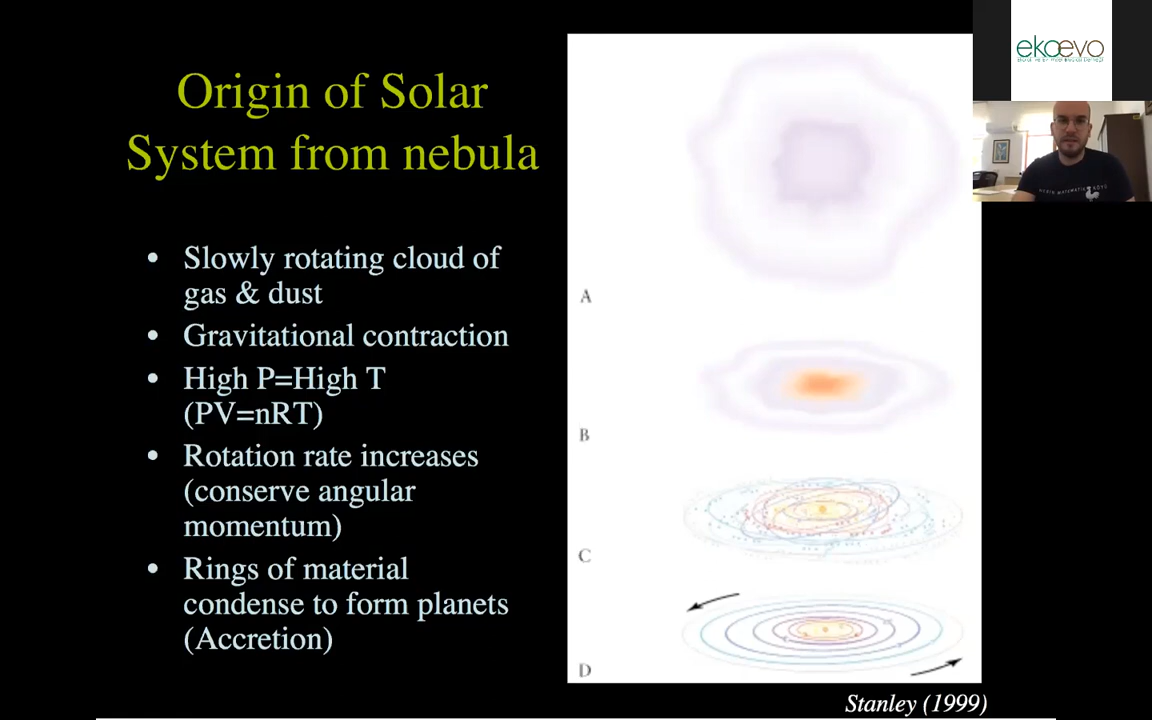 Origin of Solar
System from nebula
• Slowly rotating cloud of
gas & dust
• Gravitational contraction
• High P=High T
(PV=nRT)
• Rotation rate increases
(conserve angular
momentum)
• Rings of material
condense to form planets
(Accretion)
A
B
C
D
Stanley (1999)
ekoevo